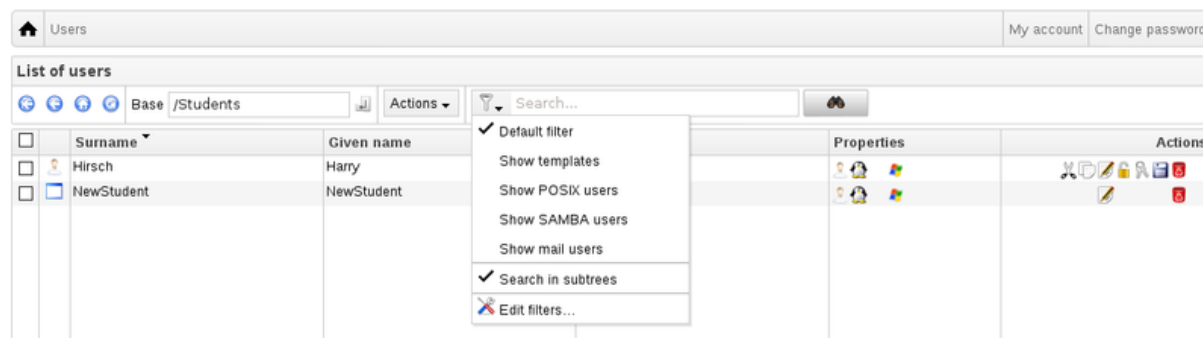 Users My account Change password
List of users
Base /Students Actions Search...
Surname Given name Properties Actions
Hirsch Harry
NewStudent NewStudent
Default filter
Show templates
Show POSIX users
Show SAMBA users
Show mail users
Search in subtrees
Edit filters...